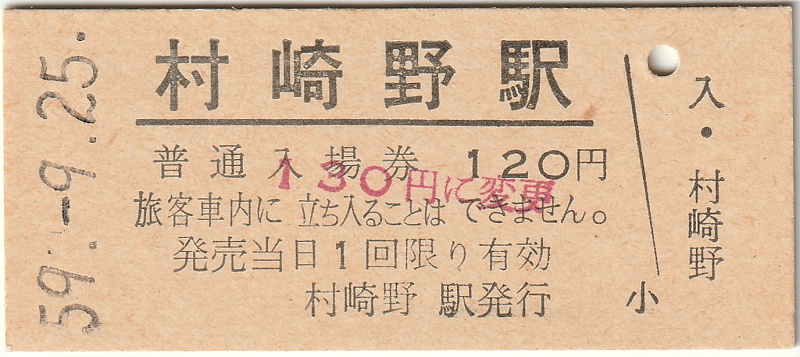 59.-9.25.
村崎野駅
普通入場券 120円
130円に変更
旅客車内に 立ち入ることは できません。
発売当日1回限り有効
村崎野 駅発行
小
入・村崎野